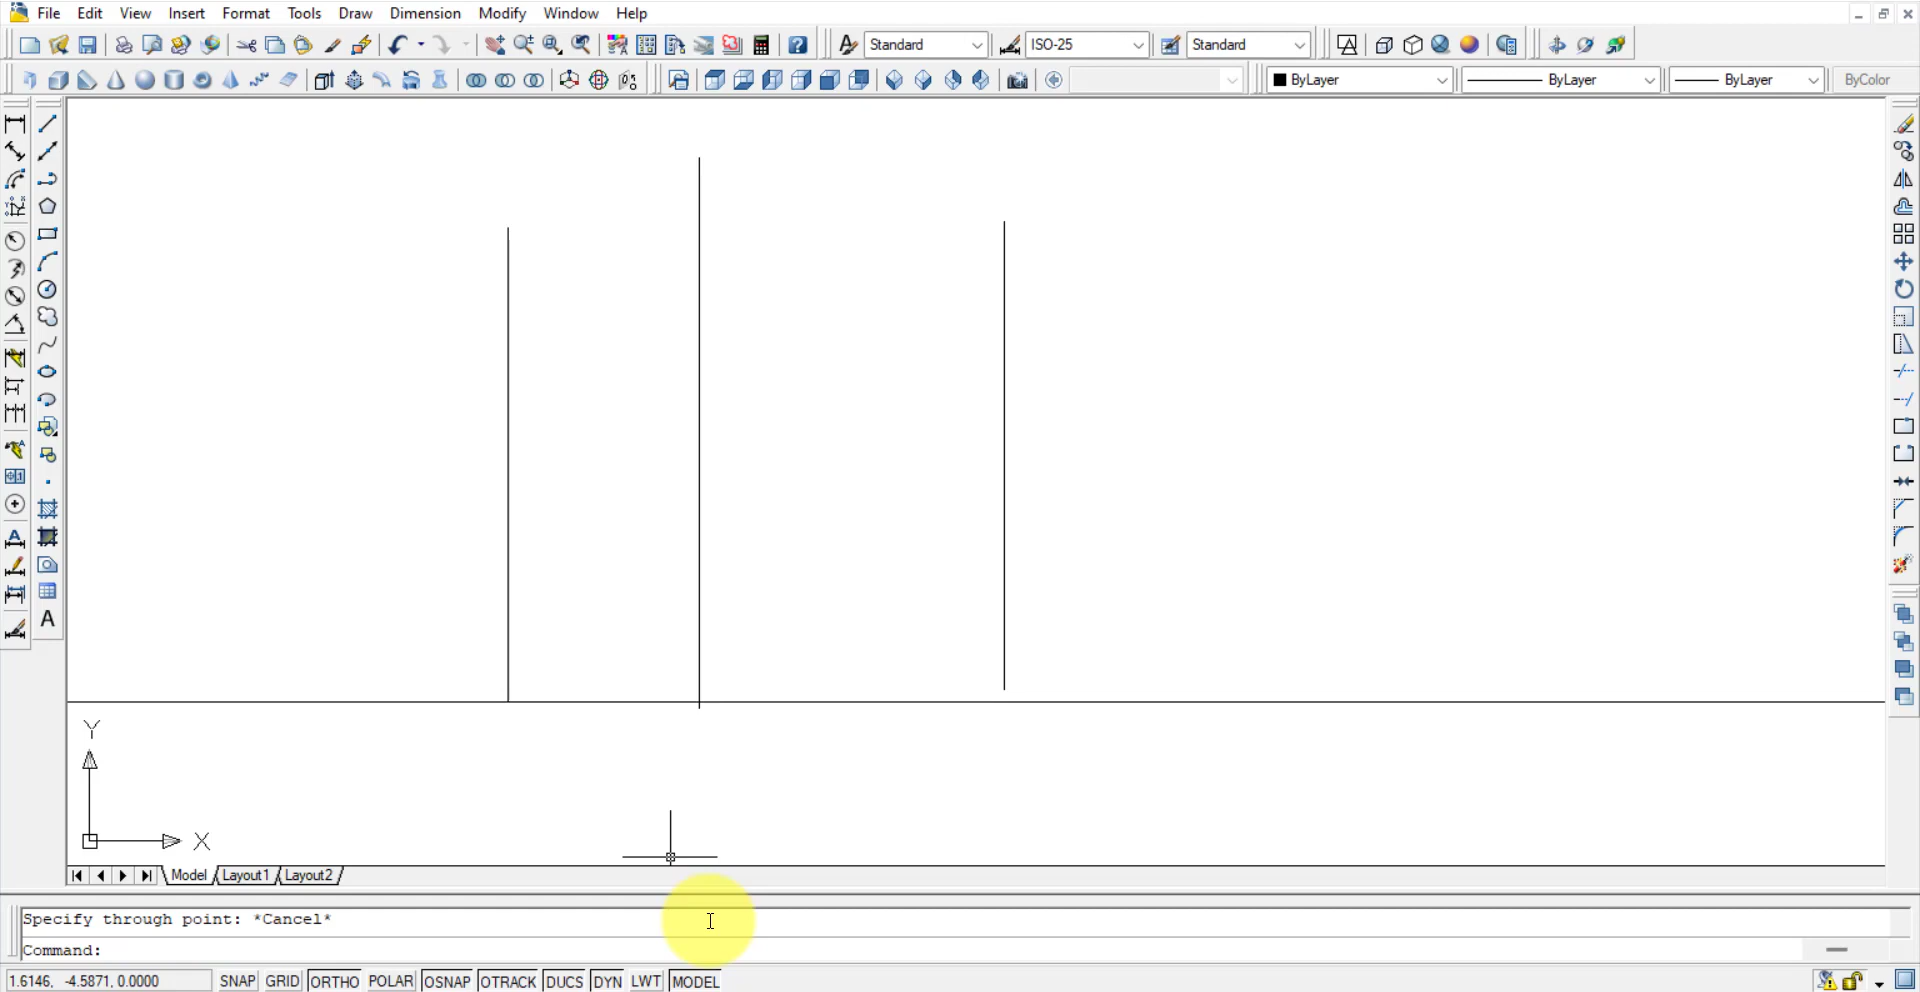 File Edit View Insert Format Tools Draw Dimension Modify Window Help
Standard ISO-25 Standard
ByLayer ByLayer ByLayer ByColor
A
Y
X
Model Layout1 Layout2
Specify through point: *Cancel*
Command:
1.6146, -4.5871, 0.0000 SNAP GRID ORTHO POLAR OSNAP OTRACK DUCS DYN LWT MODEL